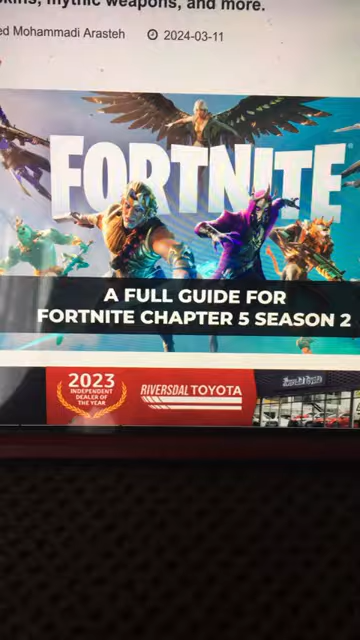 skins, mythic weapons, and more.
ed Mohammadi Arasteh 2024-03-11
FORTNITE
A FULL GUIDE FOR
FORTNITE CHAPTER 5 SEASON 2
2023
INDEPENDENT
DEALER OF
THE YEAR
RIVERSDAL TOYOTA